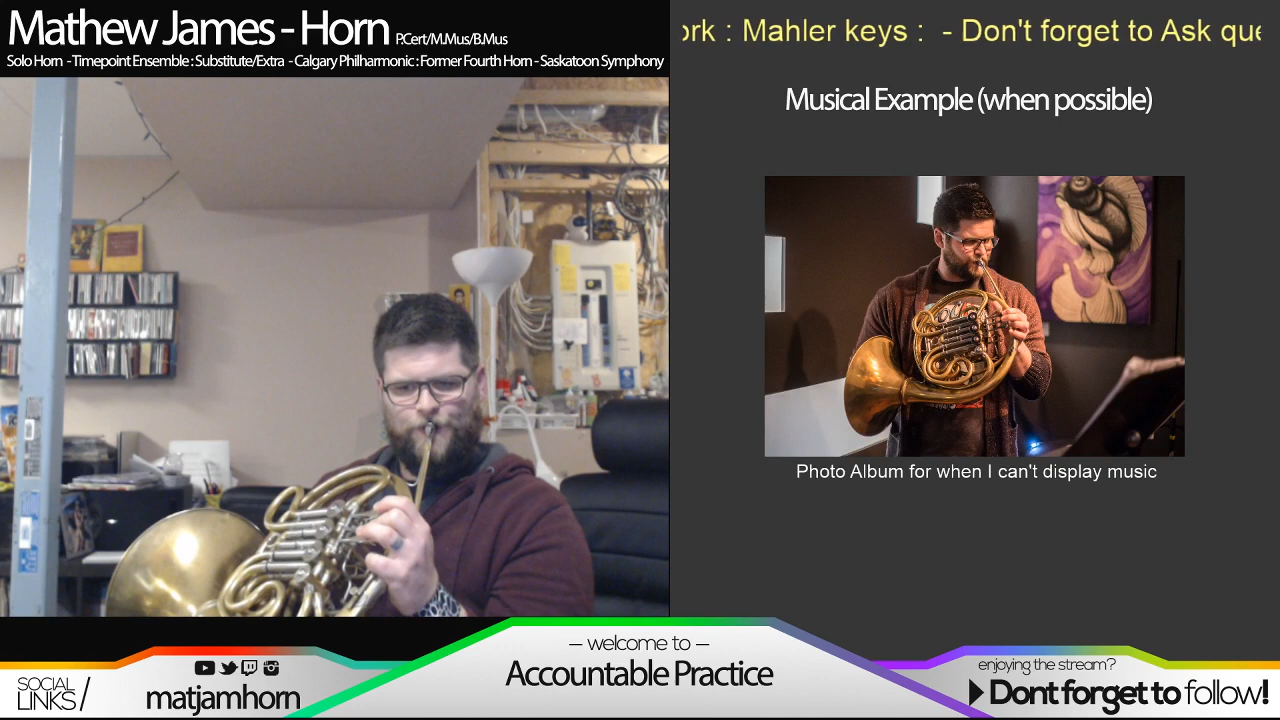 Mathew James - Horn P.Cert/M.Mus/B.Mus
Solo Horn - Timepoint Ensemble : Substitute/Extra - Calgary Philharmonic : Former Fourth Horn - Saskatoon Symphony
ork : Mahler keys : - Don't forget to Ask que
Musical Example (when possible)
Photo Album for when I can't display music
SOCIAL
LINKS/
matjamhorn
– welcome to –
Accountable Practice
enjoying the stream?
Dont forget to follow!